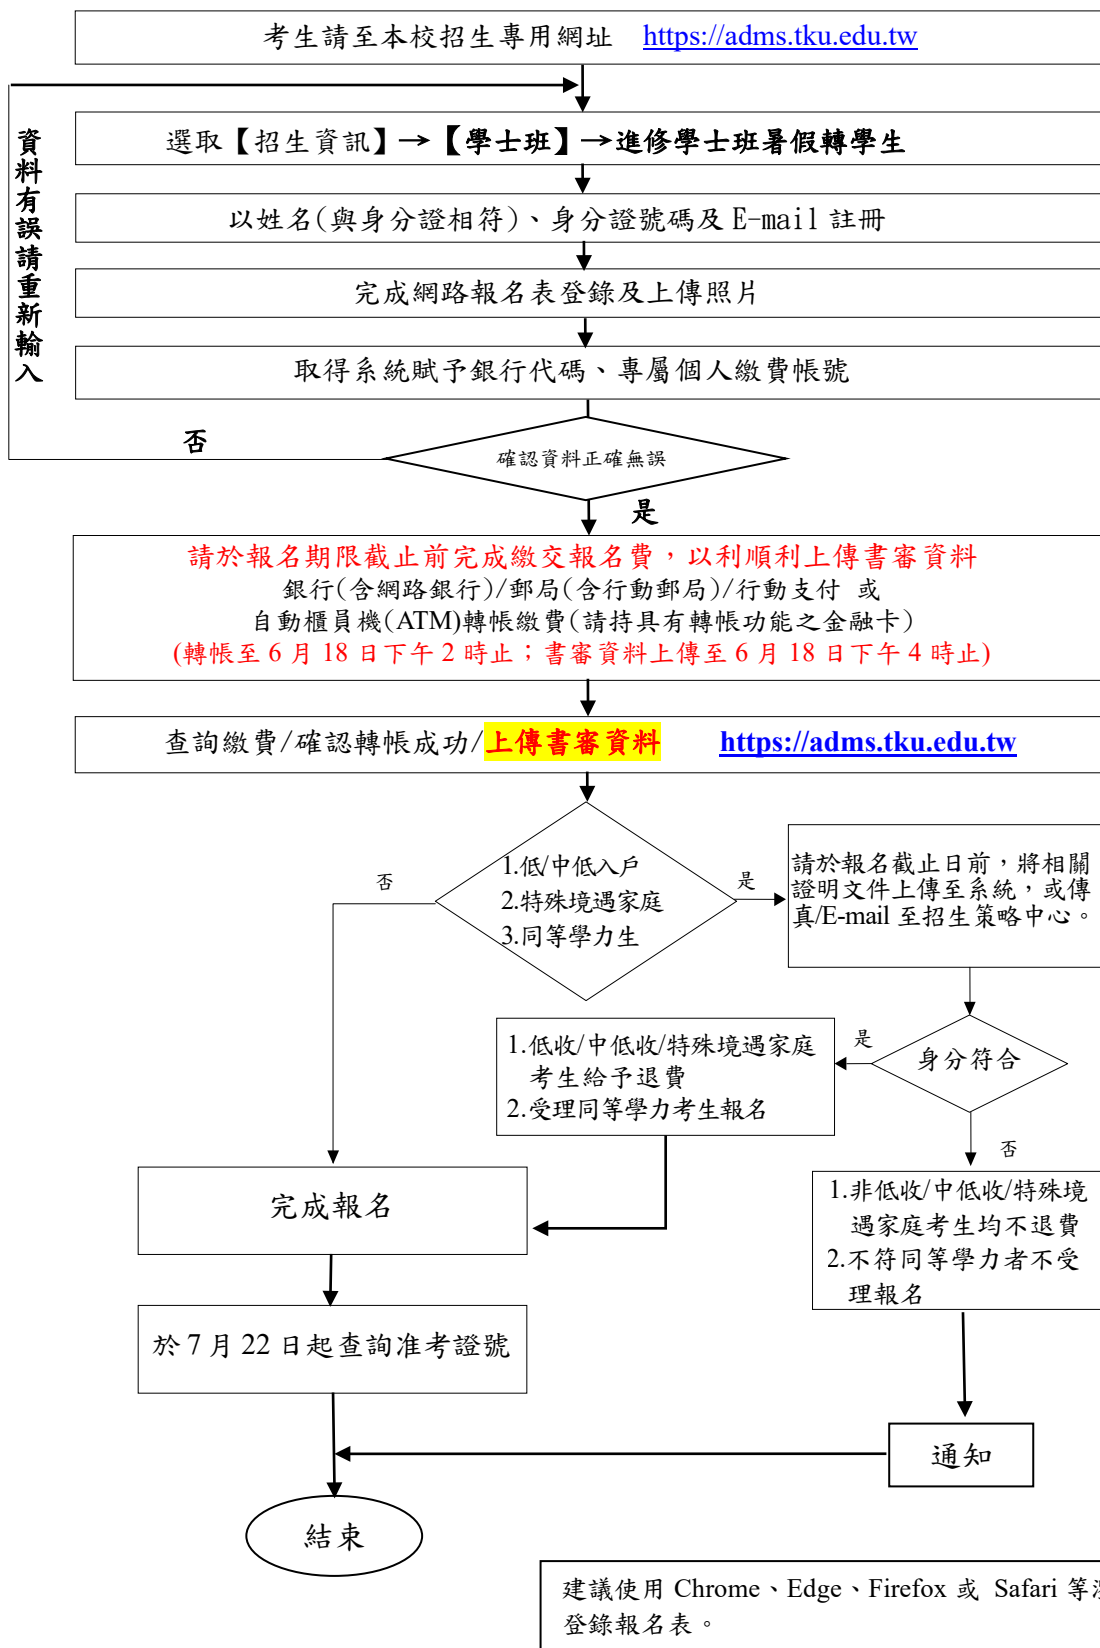 考生請至本校招生專用網址 https://adms.tku.edu.tw
選取【招生資訊】→【學士班】→進修學士班暑假轉學生
資料有誤請重新輸入
以姓名(與身分證相符)、身分證號碼及 E-mail 註冊
完成網路報名表登錄及上傳照片
取得系統賦予銀行代碼、專屬個人繳費帳號
否
確認資料正確無誤
是
請於報名期限截止前完成繳交報名費，以利順利上傳書審資料
銀行(含網路銀行)/郵局(含行動郵局)/行動支付 或
自動櫃員機(ATM)轉帳繳費(請持具有轉帳功能之金融卡)
(轉帳至 6 月 18 日下午 2 時止；書審資料上傳至 6 月 18 日下午 4 時止)
查詢繳費/確認轉帳成功/上傳書審資料 https://adms.tku.edu.tw
否
1.低/中低入戶
2.特殊境遇家庭
3.同等學力生
是
請於報名截止日前，將相關
證明文件上傳至系統，或傳
真/E-mail 至招生策略中心。
身分符合
是
1.低收/中低收/特殊境遇家庭
考生給予退費
2.受理同等學力考生報名
否
1.非低收/中低收/特殊境
遇家庭考生均不退費
2.不符同等學力者不受
理報名
完成報名
於 7 月 22 日起查詢准考證號
通知
結束
建議使用 Chrome、Edge、Firefox 或 Safari 等
登錄報名表。